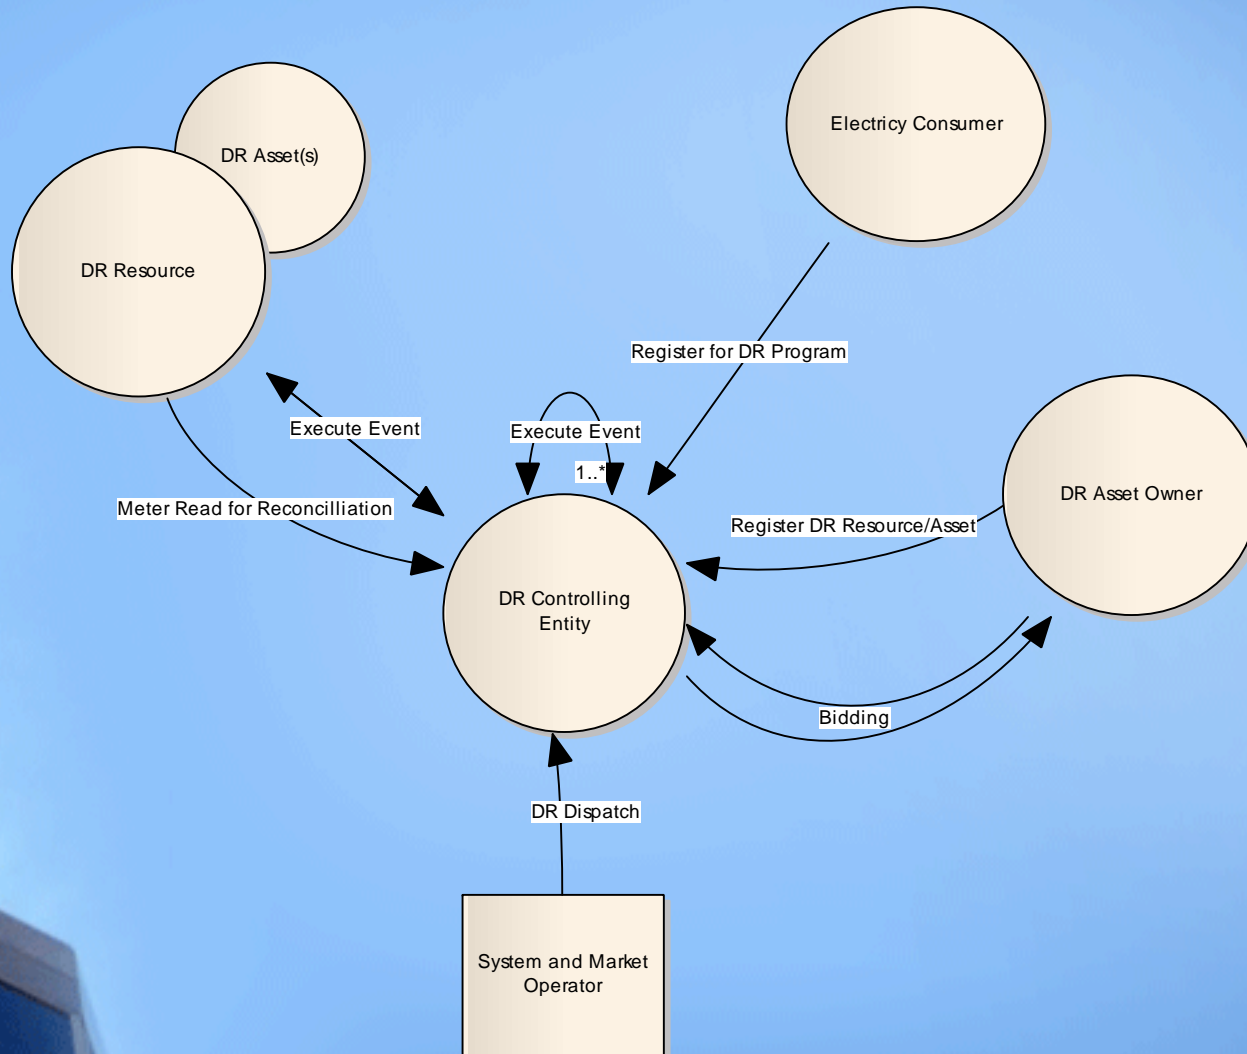 Electricy Consumer
DR Asset(s)
DR Resource
Register for DR Program
Execute Event
Execute Event
1..*
DR Asset Owner
Meter Read for Reconcilliation
Register DR Resource/Asset
DR Controlling
Entity
Bidding
DR Dispatch
System and Market
Operator